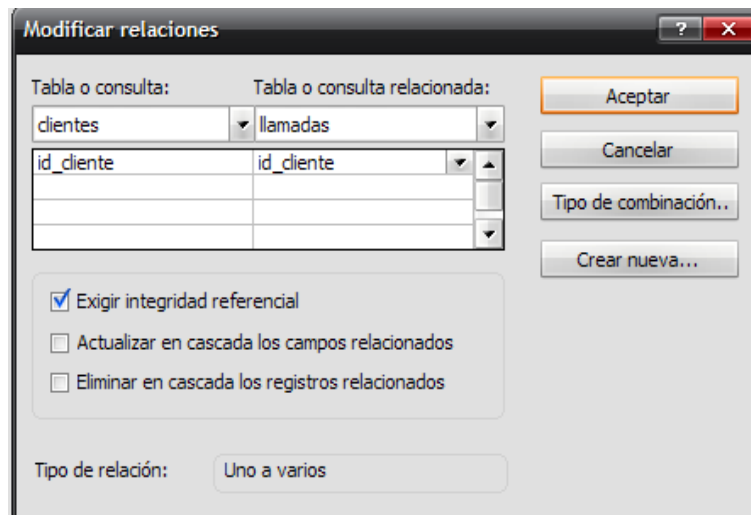 Modificar relaciones
?
X
Tabla o consulta:
Tabla o consulta relacionada:
clientes
llamadas
id_cliente
id_cliente
Aceptar
Cancelar
Tipo de combinación..
Crear nueva...
Exigir integridad referencial
Actualizar en cascada los campos relacionados
Eliminar en cascada los registros relacionados
Tipo de relación:
Uno a varios